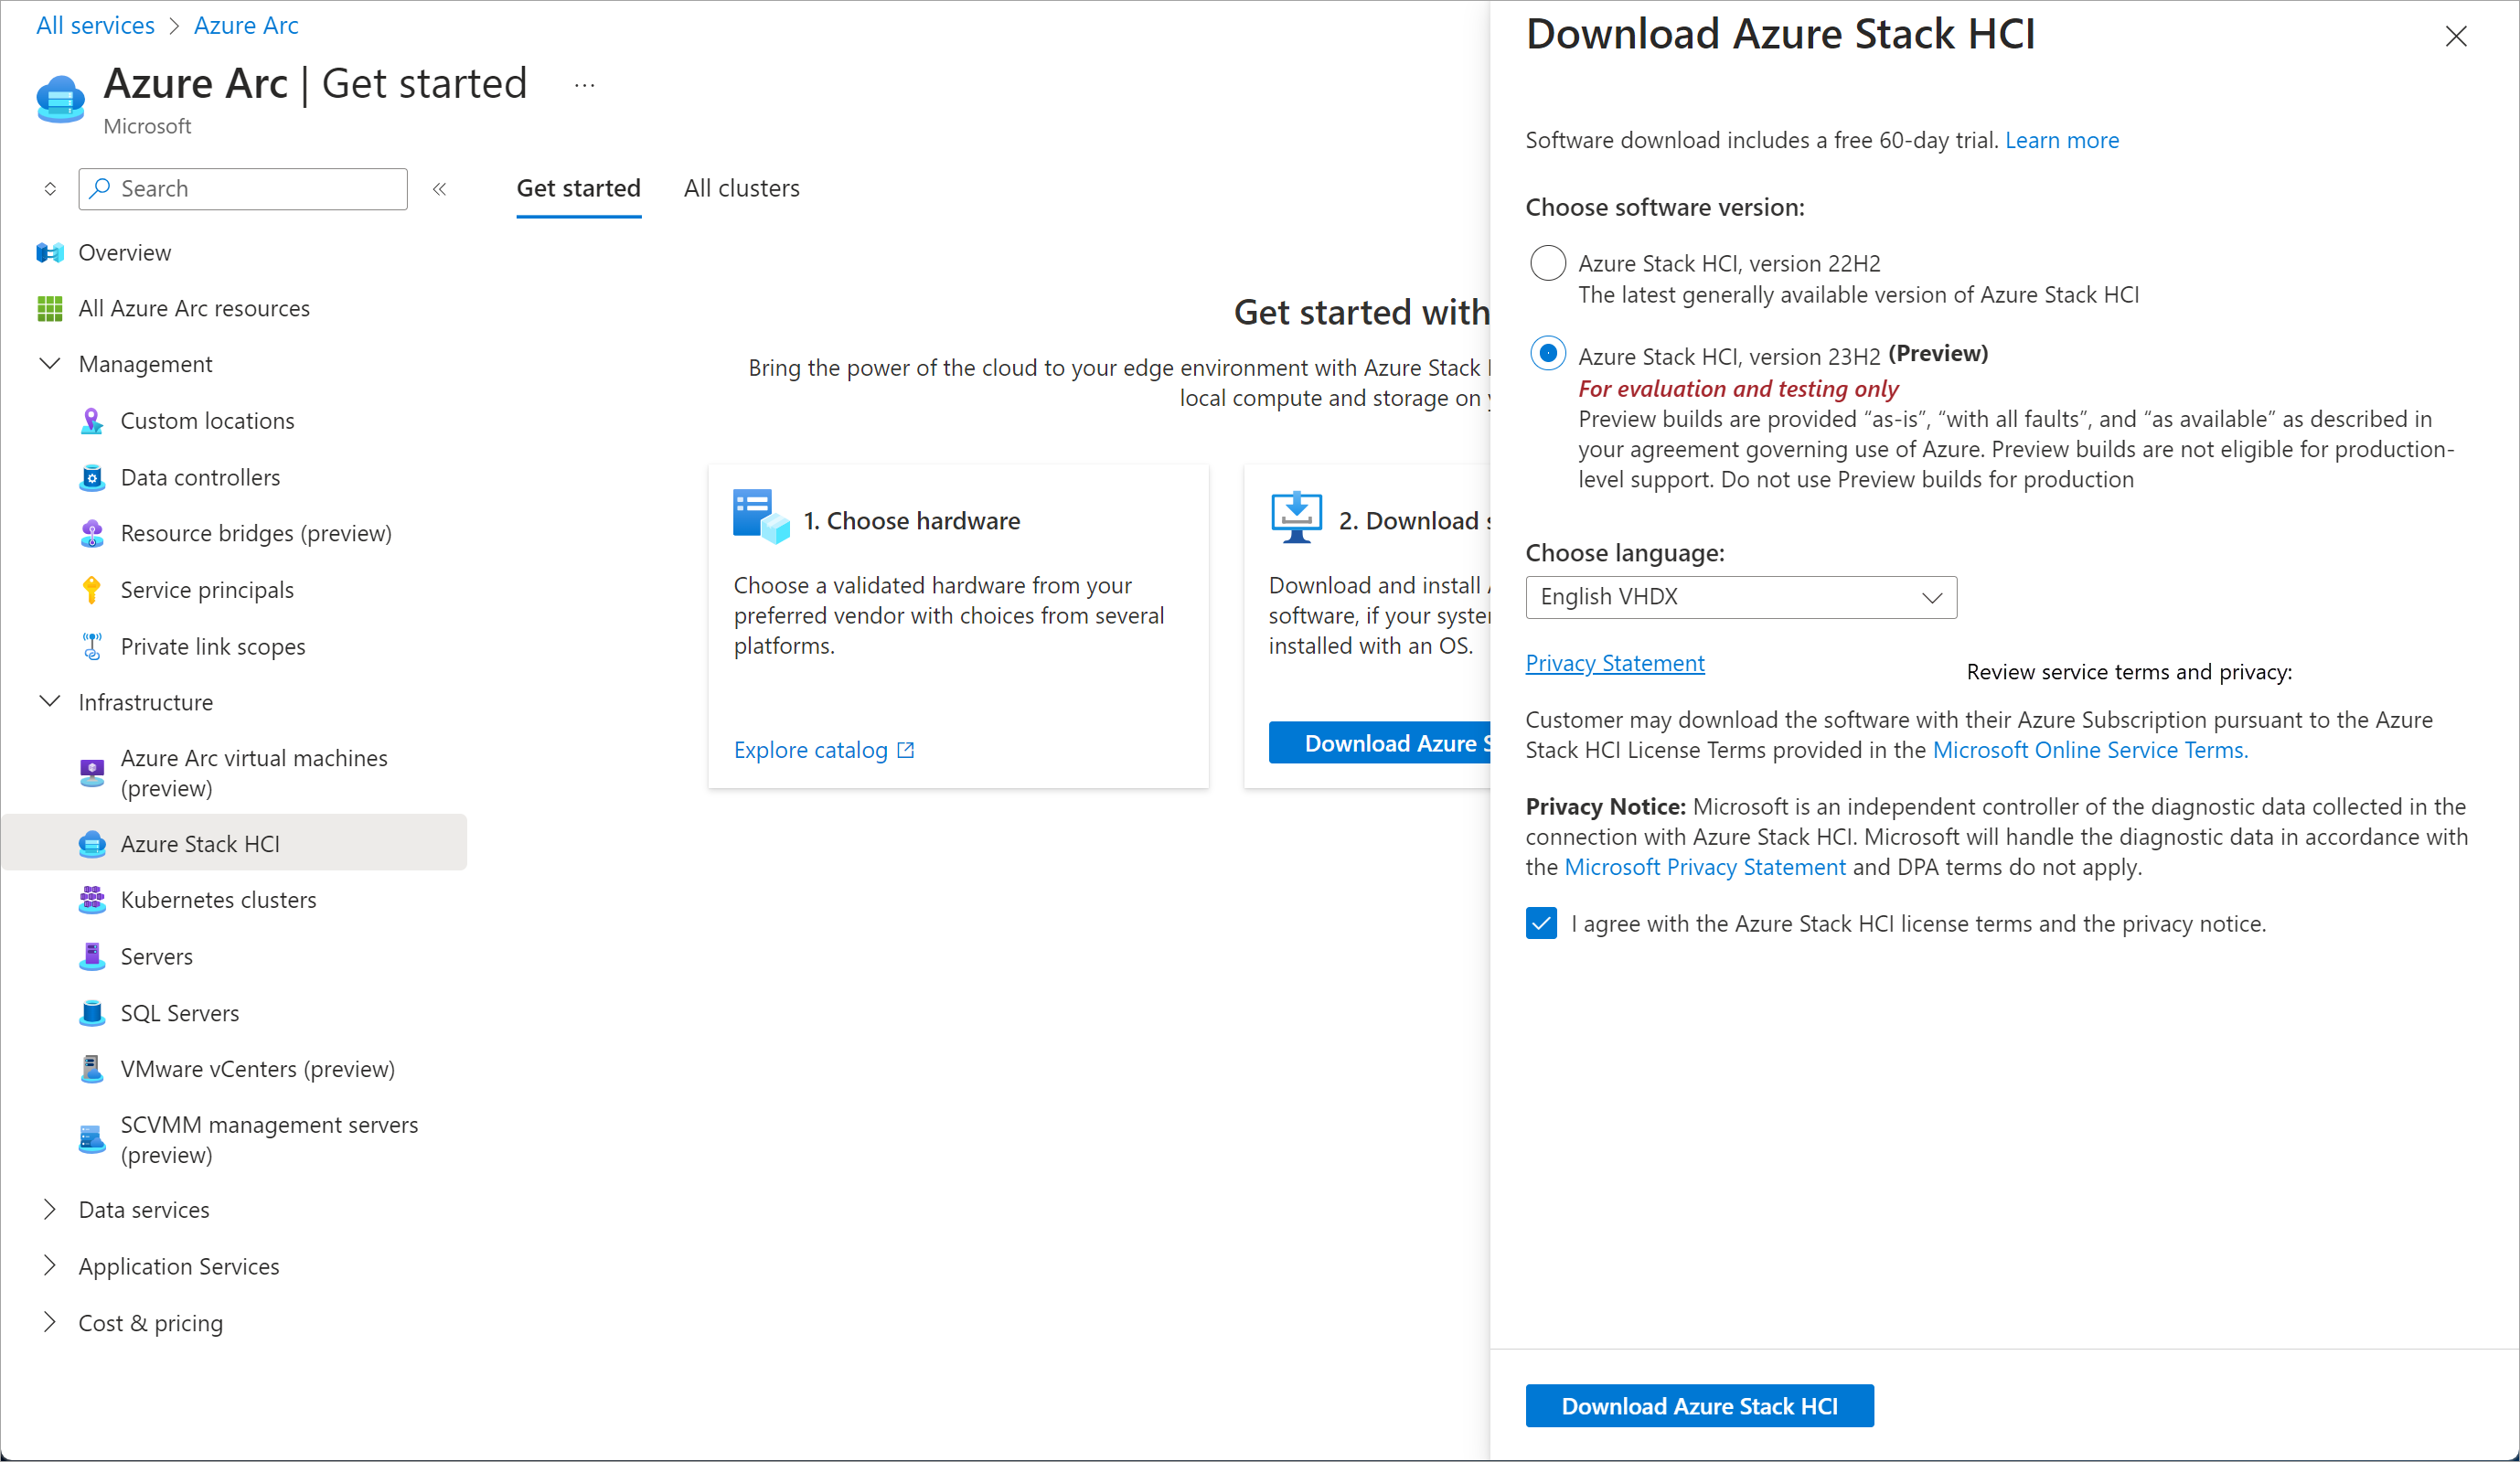 All services > Azure Arc
Azure Arc | Get started
...
Microsoft
Search
«
Overview
All Azure Arc resources
Management
Custom locations
Data controllers
Resource bridges (preview)
Service principals
Private link scopes
Infrastructure
Azure Arc virtual machines
(preview)
Azure Stack HCI
Kubernetes clusters
Servers
SQL Servers
VMware vCenters (preview)
SCVMM management servers
(preview)
Data services
Application Services
Cost & pricing
Get started
All clusters
Get started with
Bring the power of the cloud to your edge environment with Azure Stack
local compute and storage on
1. Choose hardware
Choose a validated hardware from your
preferred vendor with choices from several
platforms.
Explore catalog
2. Download
Download and install
software, if your
installed with an OS.
Download Azure
Download Azure Stack HCI
Software download includes a free 60-day trial. Learn more
Choose software version:
Azure Stack HCI, version 22H2
The latest generally available version of Azure Stack HCI
Azure Stack HCI, version 23H2 (Preview)
For evaluation and testing only
Preview builds are provided “as-is”, “with all faults”, and “as available” as described in
your agreement governing use of Azure. Preview builds are not eligible for production-
level support. Do not use Preview builds for production
Choose language:
English VHDX
Privacy Statement
Review service terms and privacy:
Customer may download the software with their Azure Subscription pursuant to the Azure
Stack HCI License Terms provided in the Microsoft Online Service Terms.
Privacy Notice: Microsoft is an independent controller of the diagnostic data collected in the
connection with Azure Stack HCI. Microsoft will handle the diagnostic data in accordance with
the Microsoft Privacy Statement and DPA terms do not apply.
I agree with the Azure Stack HCI license terms and the privacy notice.
Download Azure Stack HCI